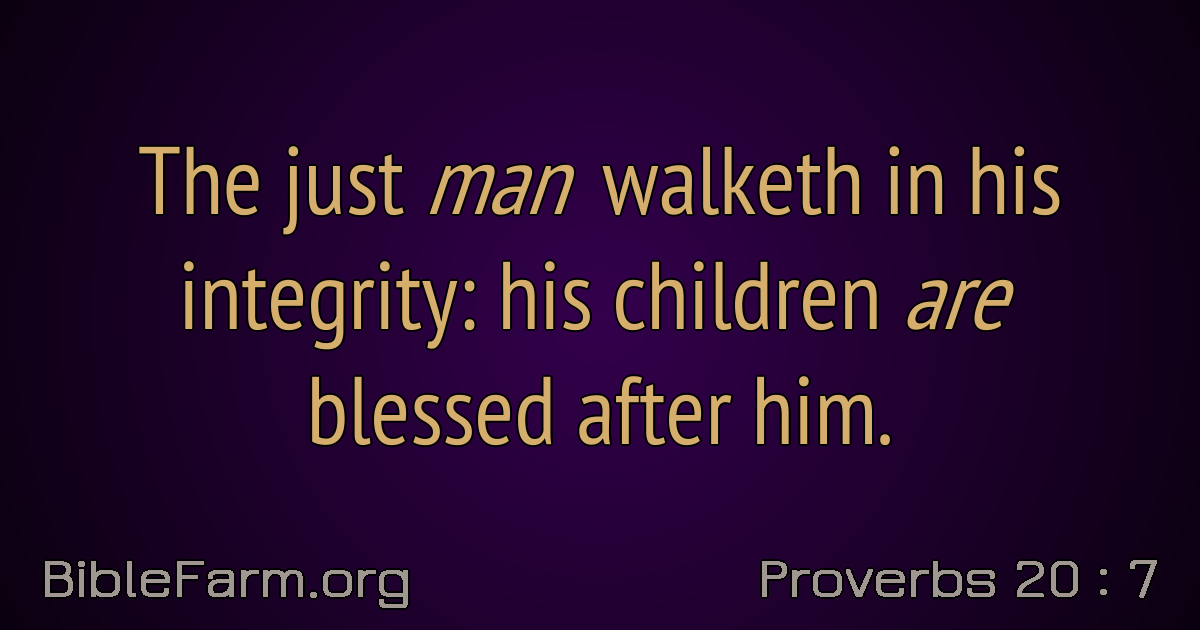 The just man walketh in his
integrity: his children are
blessed after him.
BibleFarm.org
Proverbs 20 : 7